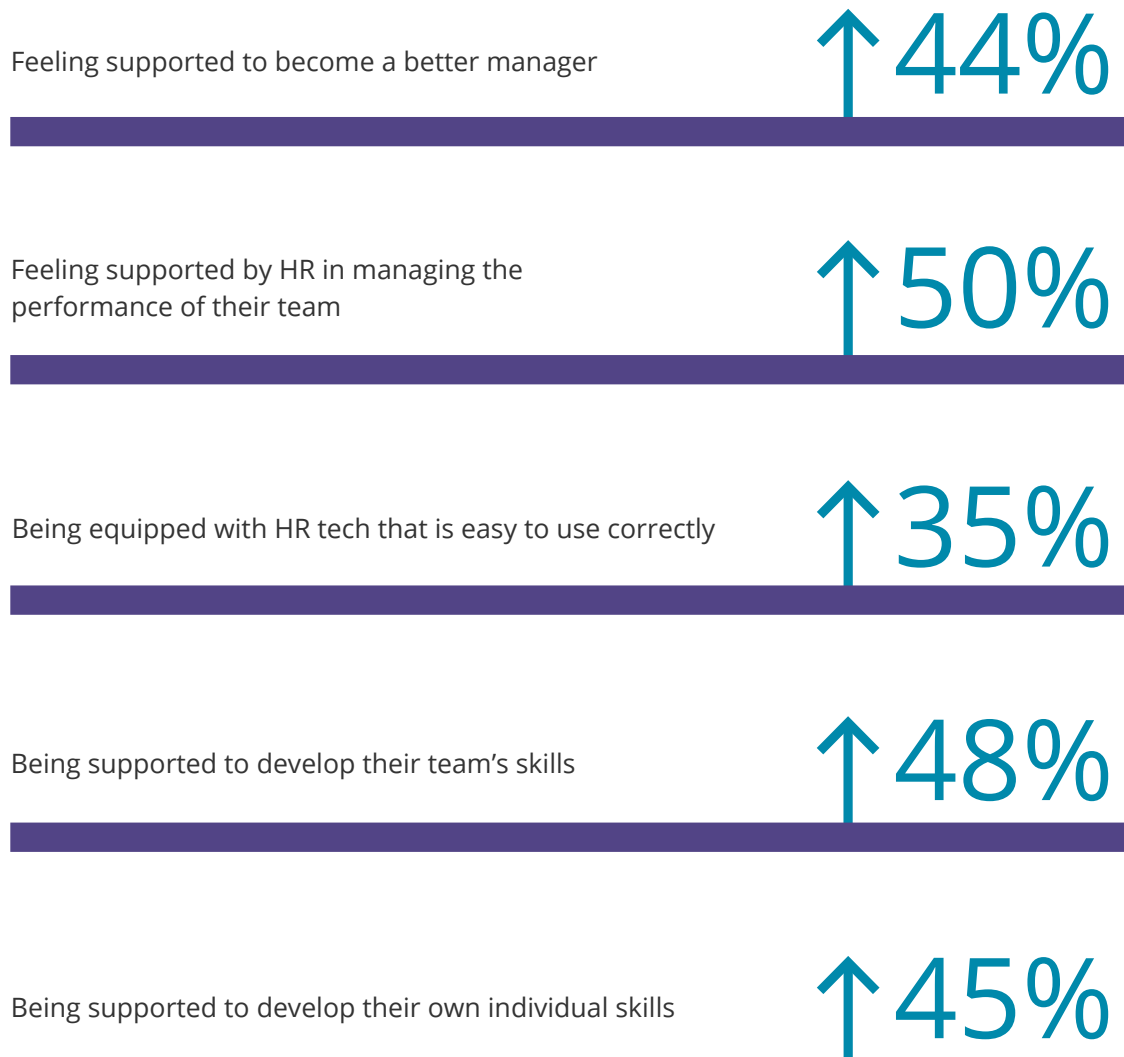 Feeling supported to become a better manager
↑44%
Feeling supported by HR in managing the
performance of their team
↑50%
Being equipped with HR tech that is easy to use correctly
↑35%
Being supported to develop their team’s skills
↑48%
Being supported to develop their own individual skills
↑45%